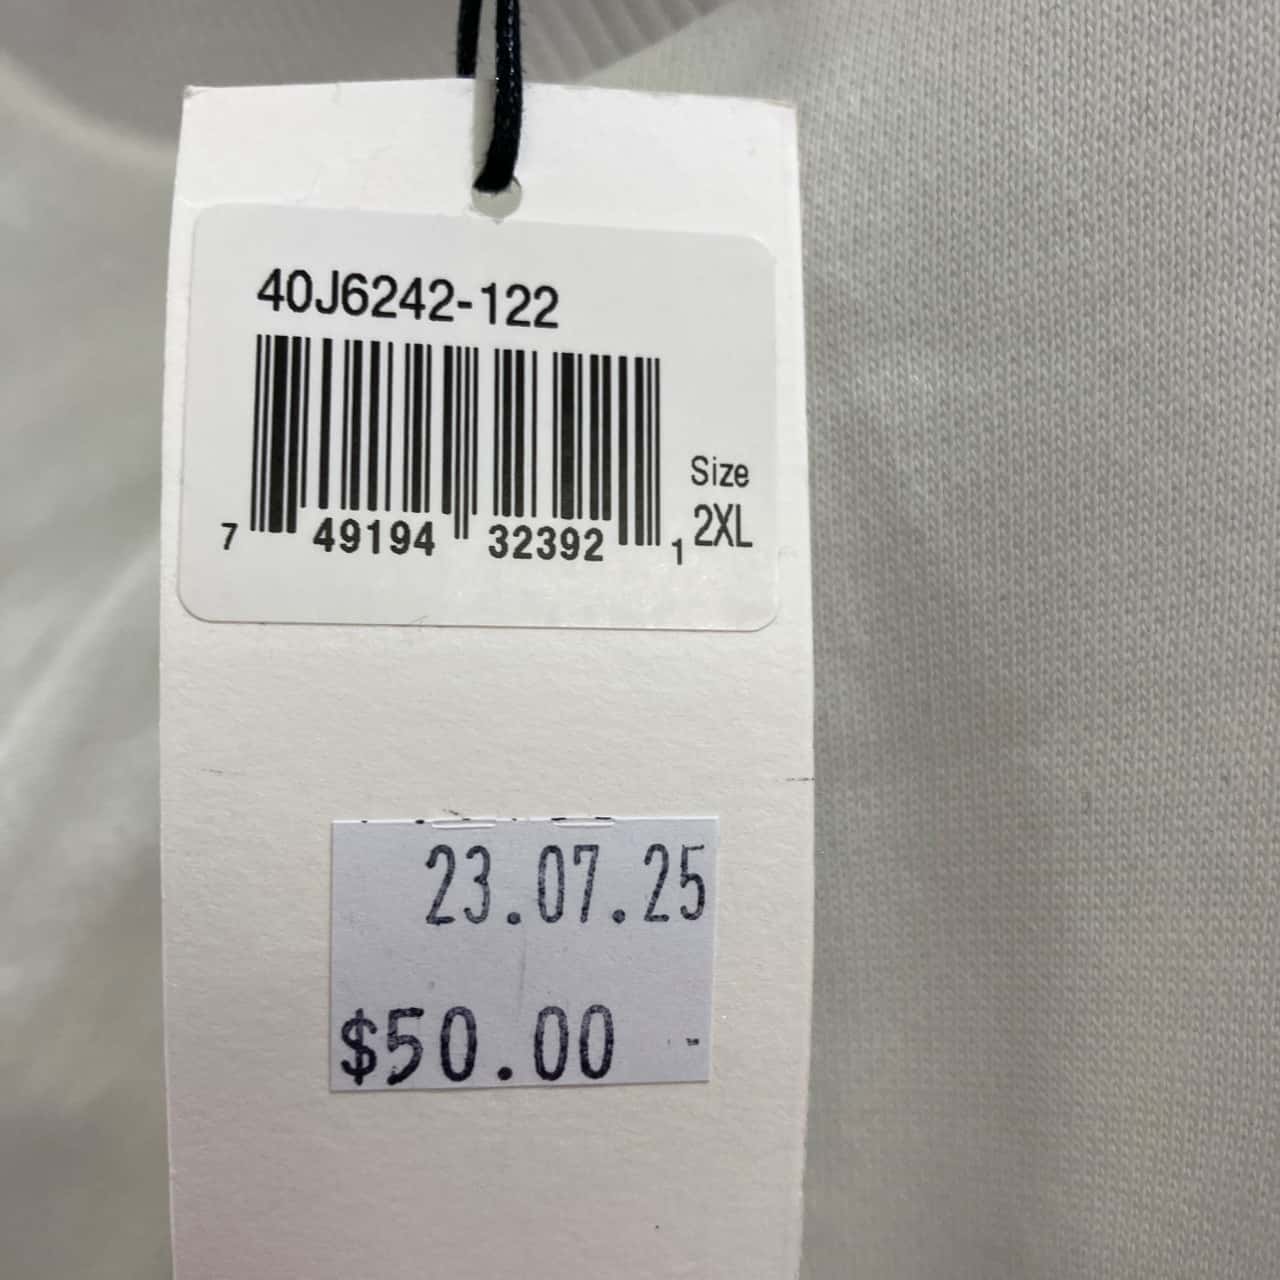 40J6242-122
Size
2XL
7 49194 32392 1
23.07.25
$50.00